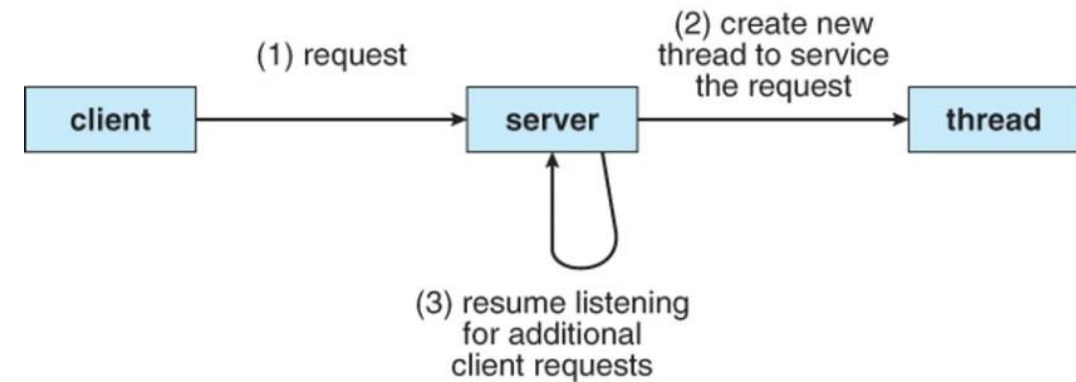 (1) request
(2) create new
thread to service
the request
client
server
thread
(3) resume listening
for additional
client requests